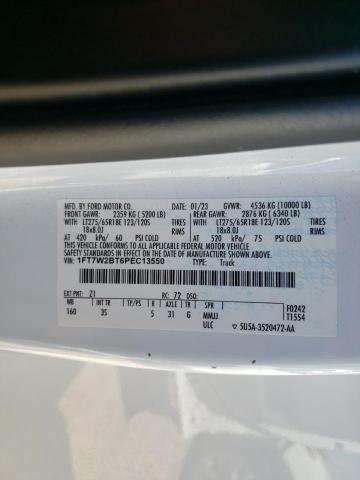 MFD. BY FORD MOTOR CO.
DATE: 01/23 GVWR: 4536 KG (10000 LB)
FRONT GAWR: 2359 KG (5200 LB) REAR GAWR: 2876 KG (6340 LB)
WITH LT275/65R18E 123/120S TIRES WITH LT275/65R18E 123/120S TIRES
18x8.0J RIMS 18x8.0J RIMS
AT 420 kPa/ 60 PSI COLD AT 520 kPa/ 75 PSI COLD
THIS VEHICLE CONFORMS TO ALL APPLICABLE FEDERAL MOTOR
VEHICLE SAFETY STANDARDS IN EFFECT ON THE DATE OF MANUFACTURE
SHOWN ABOVE.
VIN: 1FT7W2BT6PEC13550 TYPE: Truck
EXT PNT: Z1 RC: 72 DSO: F0242
WB INT TR TP/PS R AXLE TR SPR T1554
160 3S 5 31 G MMJJ
ULC 5U5A-3520472-AA